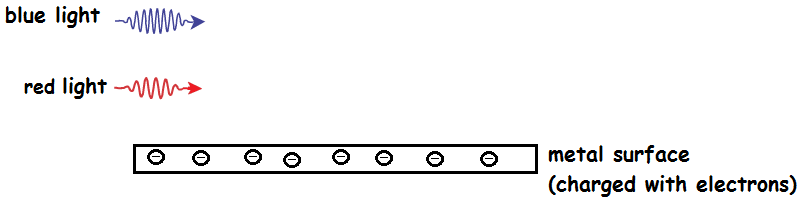 blue light
red light
metal surface
(charged with electrons)